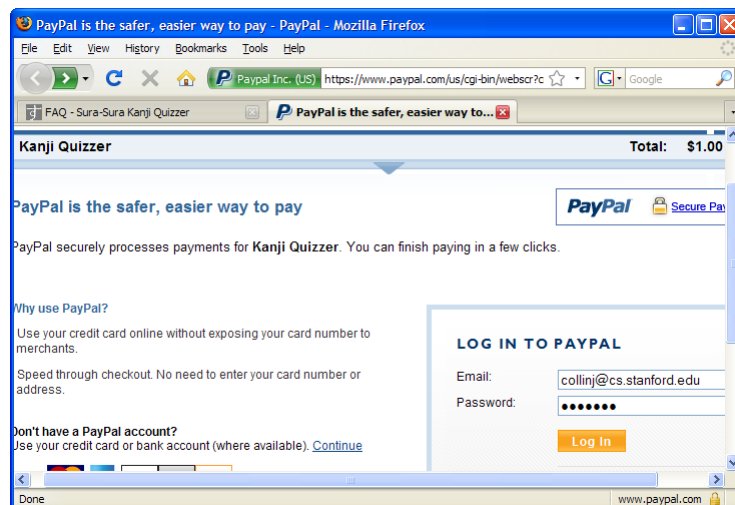 PayPal is the safer, easier way to pay - PayPal - Mozilla Firefox
File Edit View History Bookmarks Tools Help
Paypal Inc. (US) https://www.paypal.com/us/cgi-bin/webscr?c G Google
FAQ - Sura-Sura Kanji Quizzer PayPal is the safer, easier way to...
Kanji Quizzer Total: $1.00
PayPal is the safer, easier way to pay
PayPal Secure Pay
PayPal securely processes payments for Kanji Quizzer. You can finish paying in a few clicks.
Why use PayPal?
Use your credit card online without exposing your card number to
merchants.
Speed through checkout. No need to enter your card number or
address.
Don't have a PayPal account?
Use your credit card or bank account (where available). Continue
LOG IN TO PAYPAL
Email: collinj@cs.stanford.edu
Password: •••••••
Log In
Done www.paypal.com